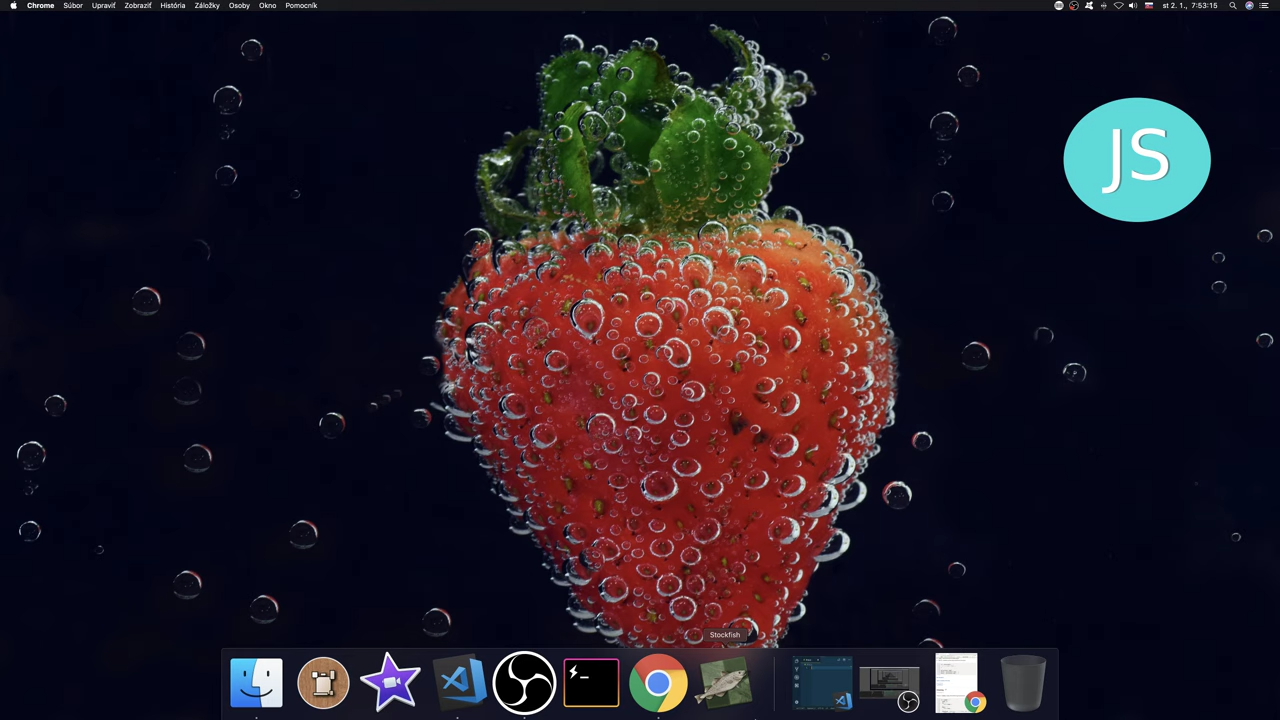 Chrome Súbor Upraviť Zobraziť História Záložky Osoby Okno Pomocník st 2. 1., 7:53:15
JS
Stockfish